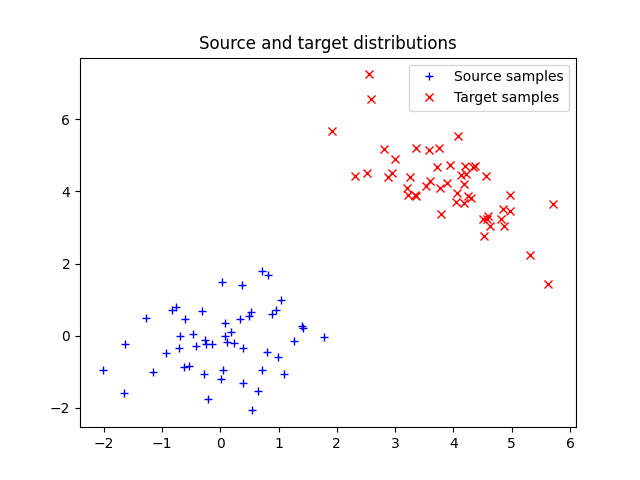 Source and target distributions
Source samples
Target samples
6
4
2
0
−2
−2 −1 0 1 2 3 4 5 6